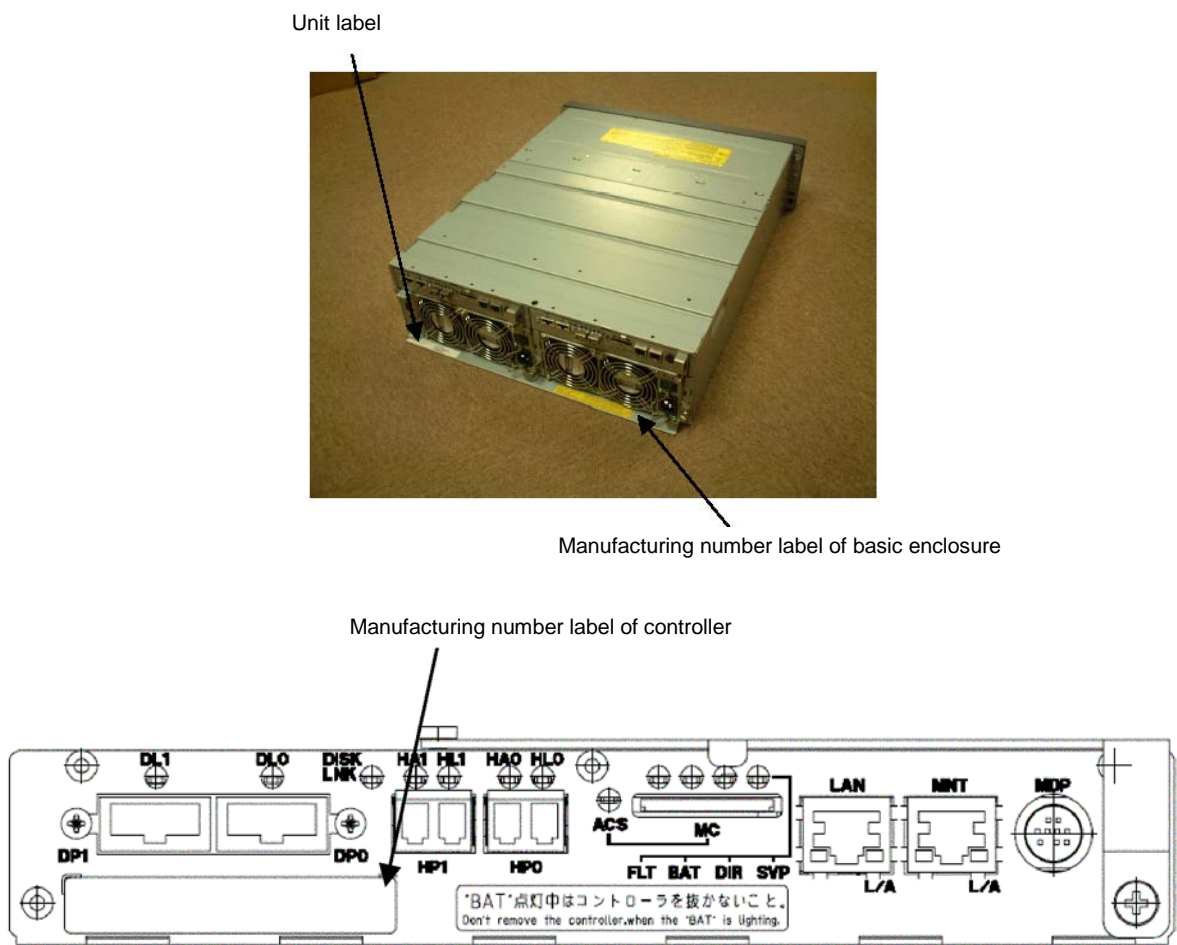 Unit label
Manufacturing number label of basic enclosure
Manufacturing number label of controller
DL1 DL0 DISK LNK HA1 HL1 HA0 HL0
LAN MNT MDP
ACS MC
DP1 DP0 HP1 HP0
FLT BAT DIR SVP L/A L/A
"BAT"点灯中はコントローラを抜かないこと。
Don't remove the controller.when the "BAT" is lighting.